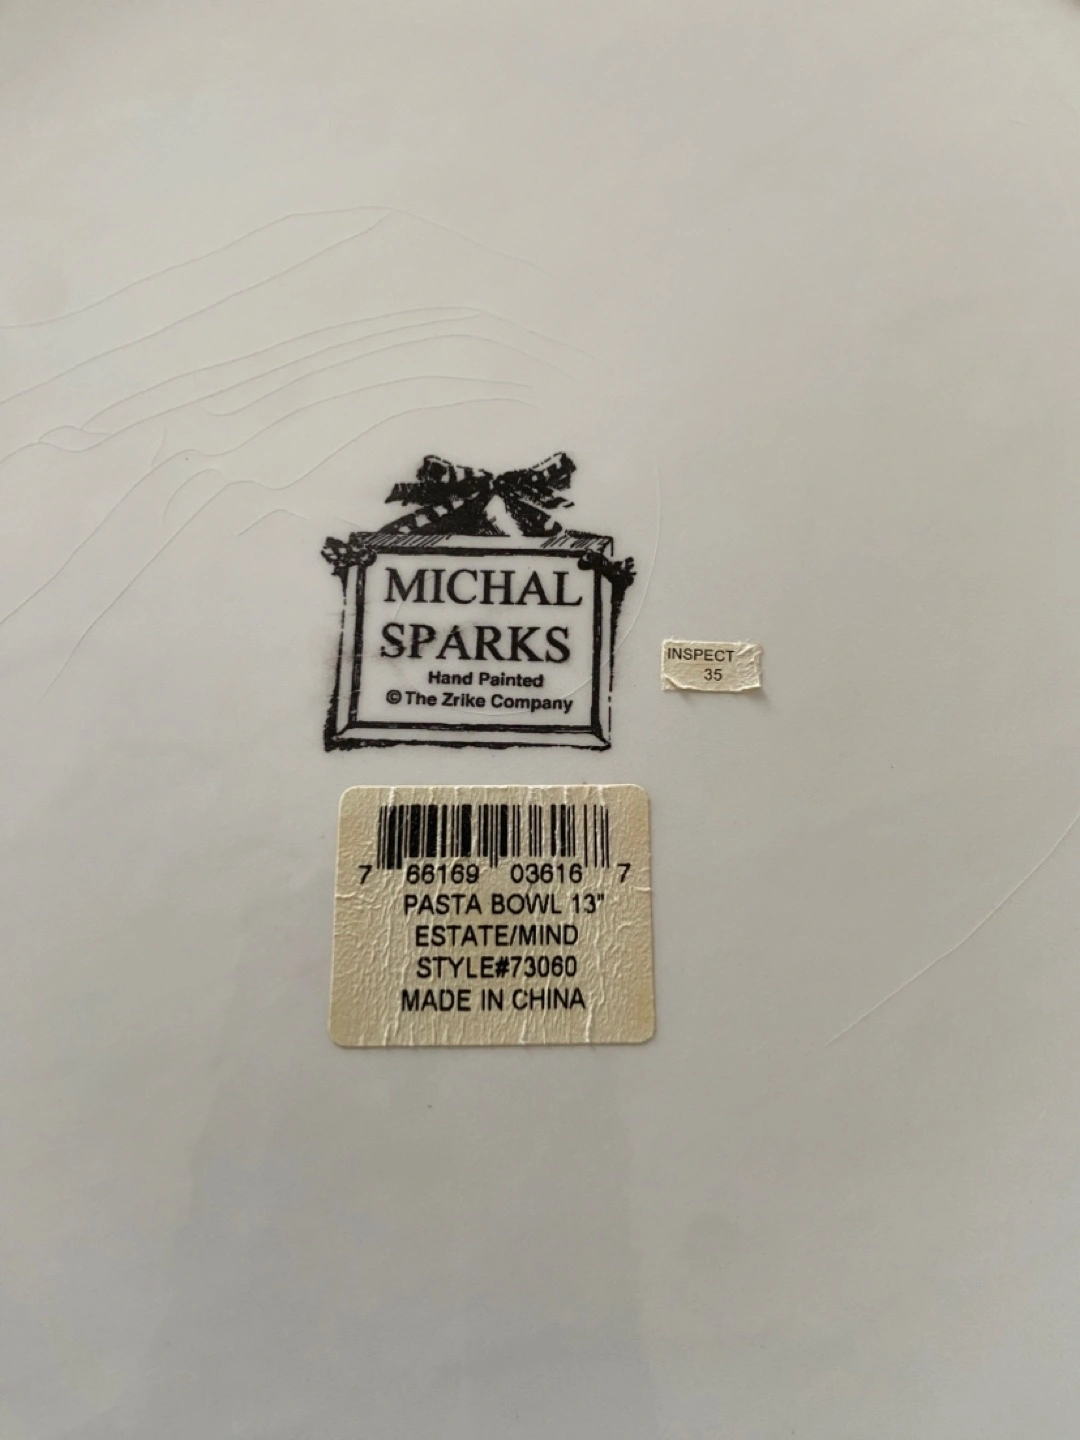 MICHAL
SPARKS
Hand Painted
© The Zrike Company
INSPECT
35
7 66169 03616 7
PASTA BOWL 13"
ESTATE/MIND
STYLE#73060
MADE IN CHINA